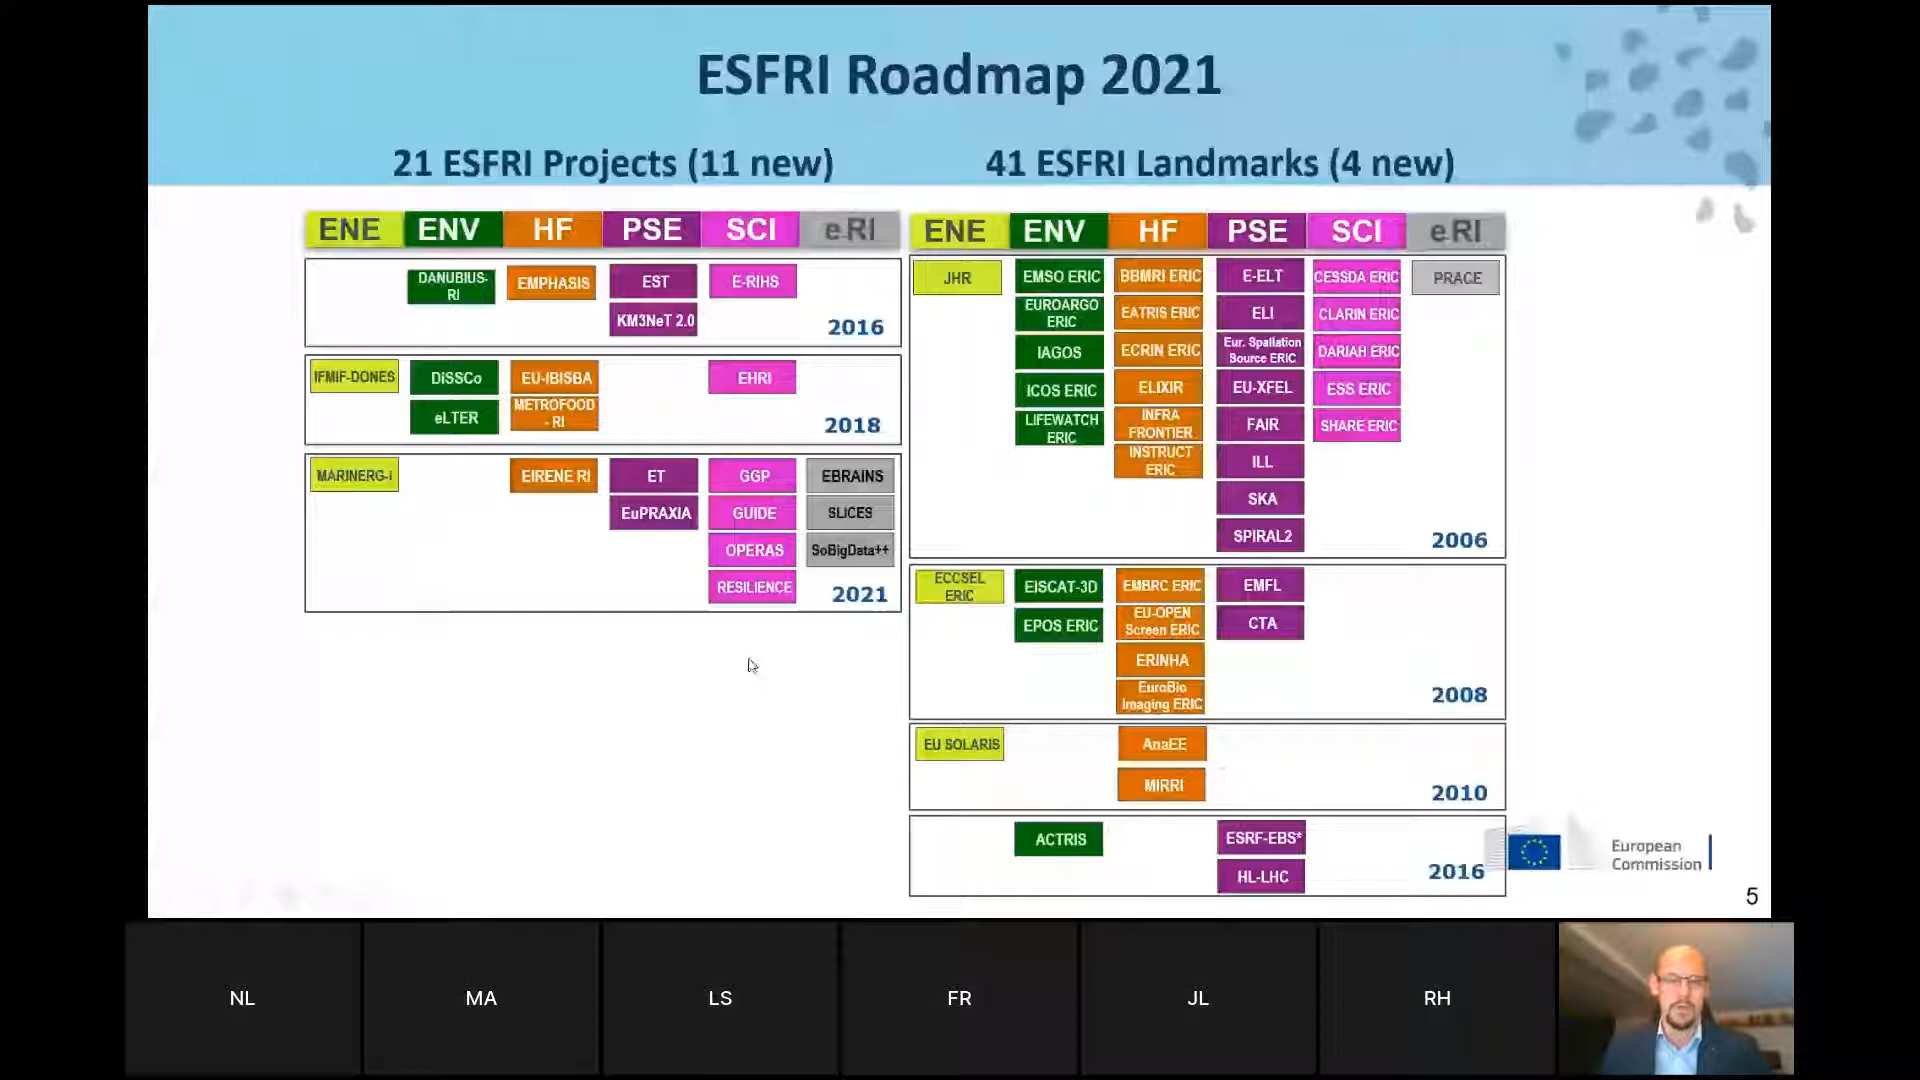 ESFRI Roadmap 2021
21 ESFRI Projects (11 new)
41 ESFRI Landmarks (4 new)
ENE ENV HF PSE SCI eRI
DANUBIUS-
RI
EMPHASIS
EST
E-RIHS
KM3NeT 2.0
2016
IFMIF-DONES
DiSSCo
EU-IBISBA
EHRI
eLTER
METROFOOD
- RI
2018
MARINERG-i
EIRENE RI
ET
GGP
EBRAINS
EuPRAXIA
GUIDE
SLICES
OPERAS
SoBigData++
RESILIENCE
2021
ENE ENV HF PSE SCI eRI
JHR
EMSO ERIC
BBMRI ERIC
E-ELT
CESSDA ERIC
PRACE
EUROARGO
ERIC
EATRIS ERIC
ELI
CLARIN ERIC
IAGOS
ECRIN ERIC
Eur. Spallation
Source ERIC
DARIAH ERIC
ICOS ERIC
ELIXIR
EU-XFEL
ESS ERIC
LIFEWATCH
ERIC
INFRA
FRONTIER
FAIR
SHARE ERIC
INSTRUCT
ERIC
ILL
SKA
SPIRAL2
2006
ECCSEL
ERIC
EISCAT-3D
EMBRC ERIC
EMFL
EPOS ERIC
EU-OPEN
Screen ERIC
CTA
ERINHA
EuroBio
Imaging ERIC
2008
EU SOLARIS
AnaEE
MIRRI
2010
ACTRIS
ESRF-EBS*
HL-LHC
2016
European
Commission
5
NL
MA
LS
FR
JL
RH